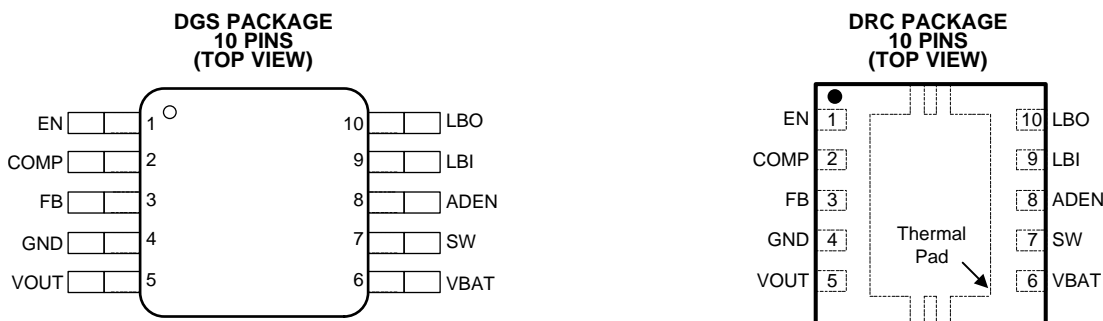 DGS PACKAGE
10 PINS
(TOP VIEW)
EN 1 10 LBO
COMP 2 9 LBI
FB 3 8 ADEN
GND 4 7 SW
VOUT 5 6 VBAT
DRC PACKAGE
10 PINS
(TOP VIEW)
EN 1 10 LBO
COMP 2 9 LBI
FB 3 8 ADEN
GND 4 7 SW
VOUT 5 6 VBAT
Thermal
Pad